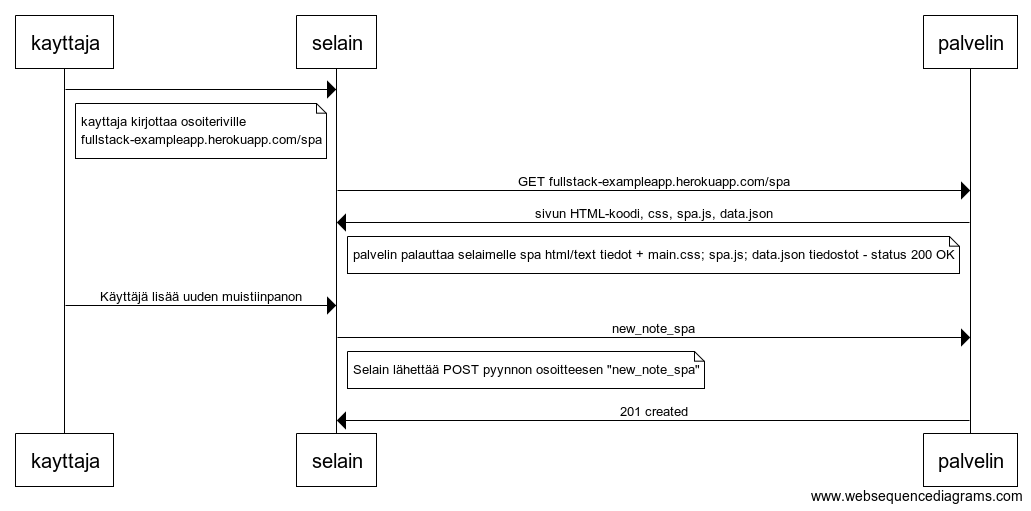 kayttaja
selain
palvelin
kayttaja kirjottaa osoiteriville
fullstack-exampleapp.herokuapp.com/spa
GET fullstack-exampleapp.herokuapp.com/spa
sivun HTML-koodi, css, spa.js, data.json
palvelin palauttaa selaimelle spa html/text tiedot + main.css; spa.js; data.json tiedostot - status 200 OK
Käyttäjä lisää uuden muistiinpanon
new_note_spa
Selain lähettää POST pyynnon osoitteesen "new_note_spa"
201 created
kayttaja
selain
palvelin
www.websequencediagrams.com